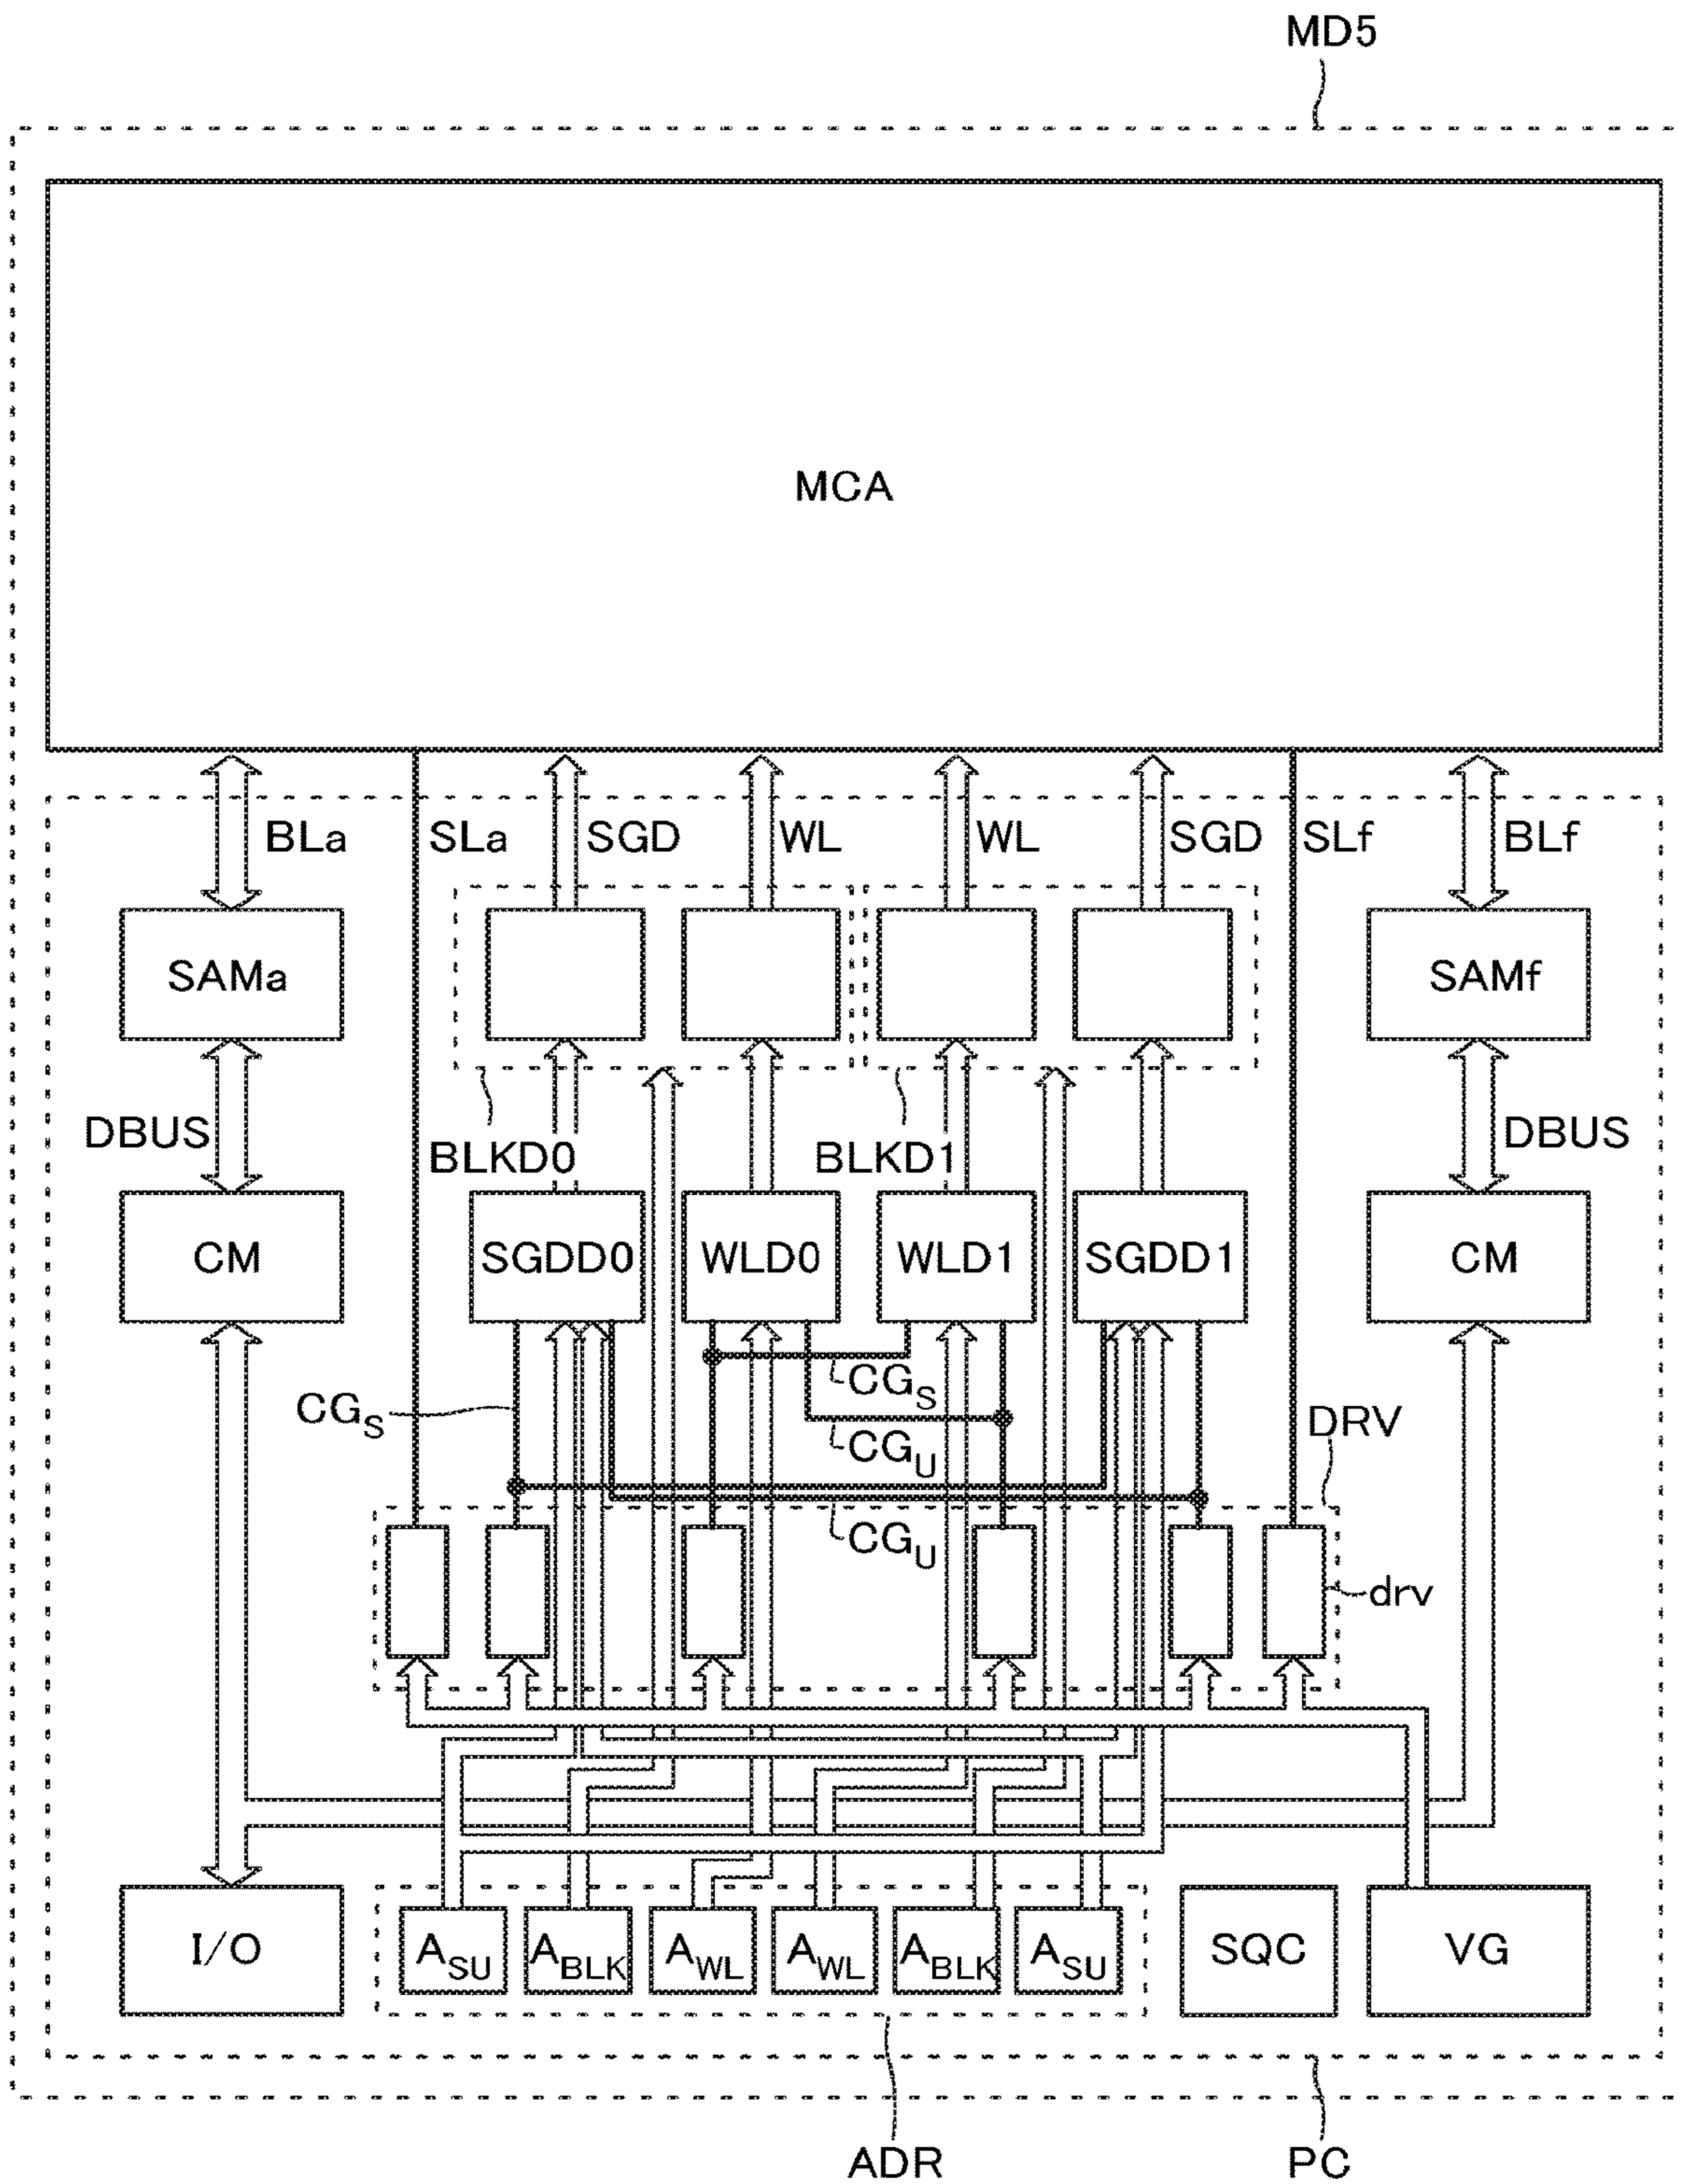 MD5
MCA
BLa SLa SGD WL WL SGD SLf BLf
SAMa SAMf
DBUS BLKD0 BLKD1 DBUS
CM SGDD0 WLD0 WLD1 SGDD1 CM
CGS
CGS DRV
CGU
CGU
drv
I/O ASU ABLK AWL AWL ABLK ASU SQC VG
ADR PC